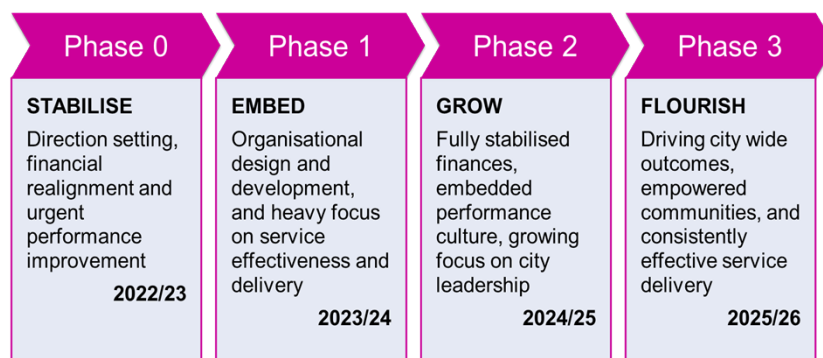 Phase 0
STABILISE
Direction setting,
financial
realignment and
urgent
performance
improvement
2022/23
Phase 1
EMBED
Organisational
design and
development,
and heavy focus
on service
effectiveness and
delivery
2023/24
Phase 2
GROW
Fully stabilised
finances,
embedded
performance
culture, growing
focus on city
leadership
2024/25
Phase 3
FLOURISH
Driving city wide
outcomes,
empowered
communities, and
consistently
effective service
delivery
2025/26